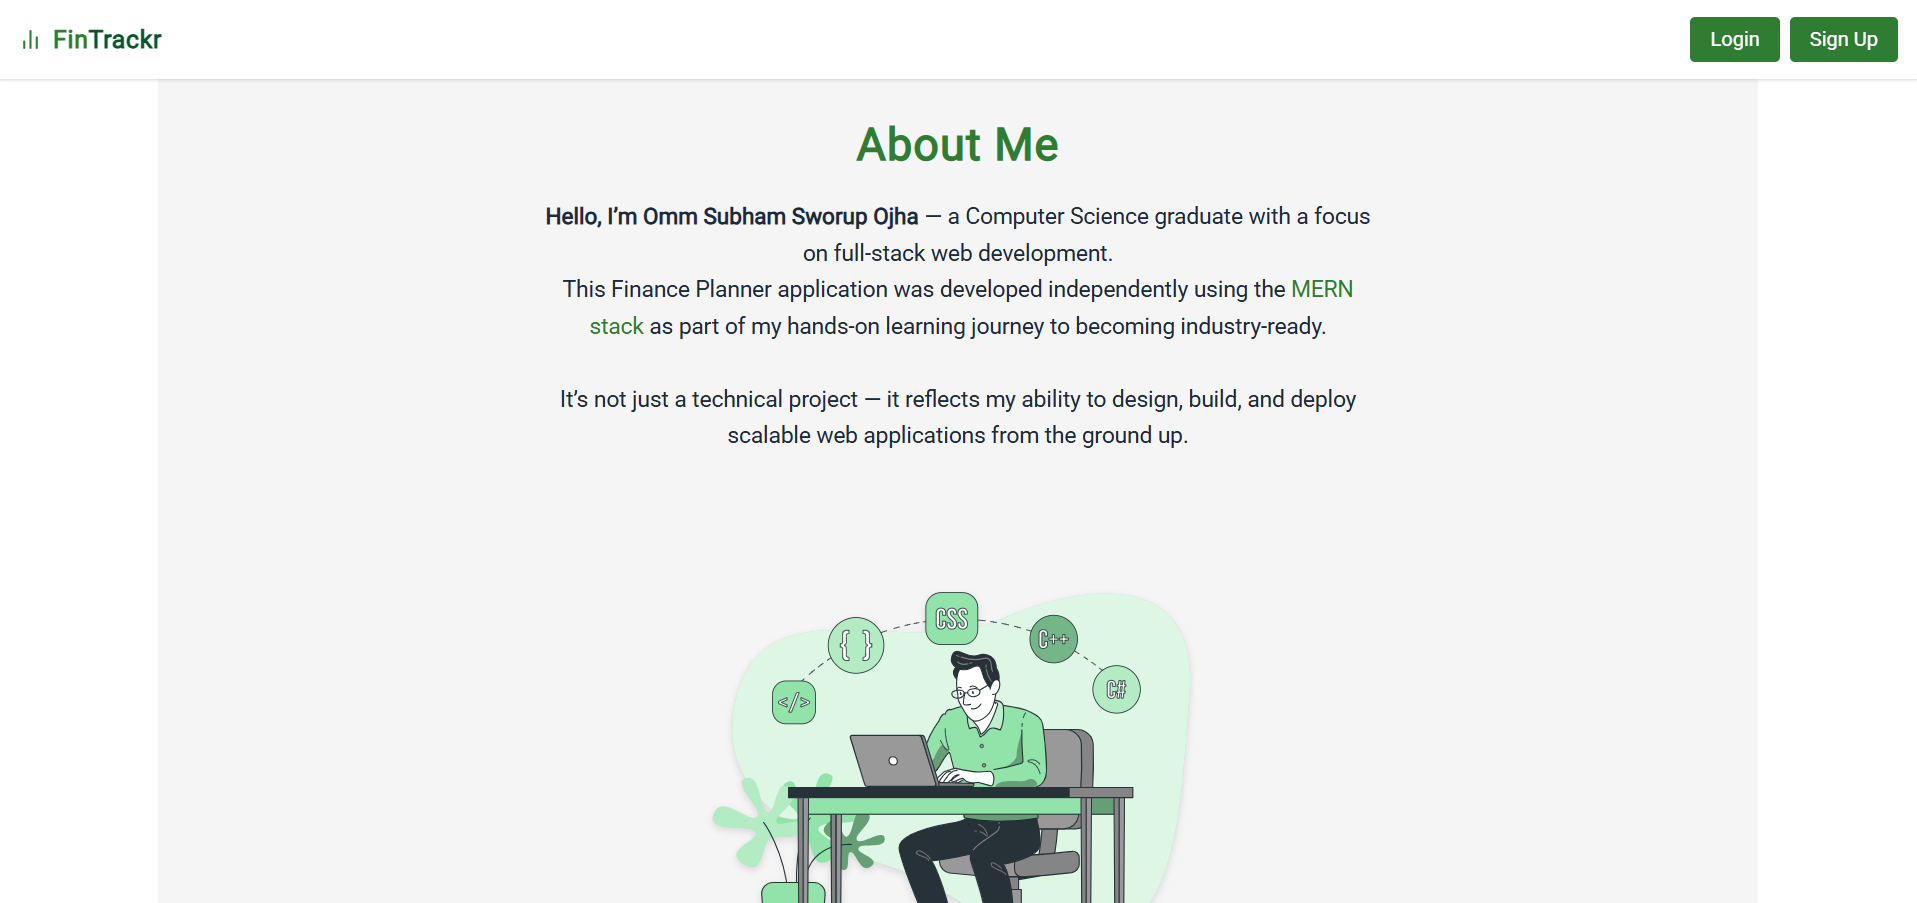 FinTrackr
Login
Sign Up
About Me
Hello, I’m Omm Subham Sworup Ojha — a Computer Science graduate with a focus
on full-stack web development.
This Finance Planner application was developed independently using the MERN
stack as part of my hands-on learning journey to becoming industry-ready.
It’s not just a technical project — it reflects my ability to design, build, and deploy
scalable web applications from the ground up.
CSS
{ }
C++
C#
</>